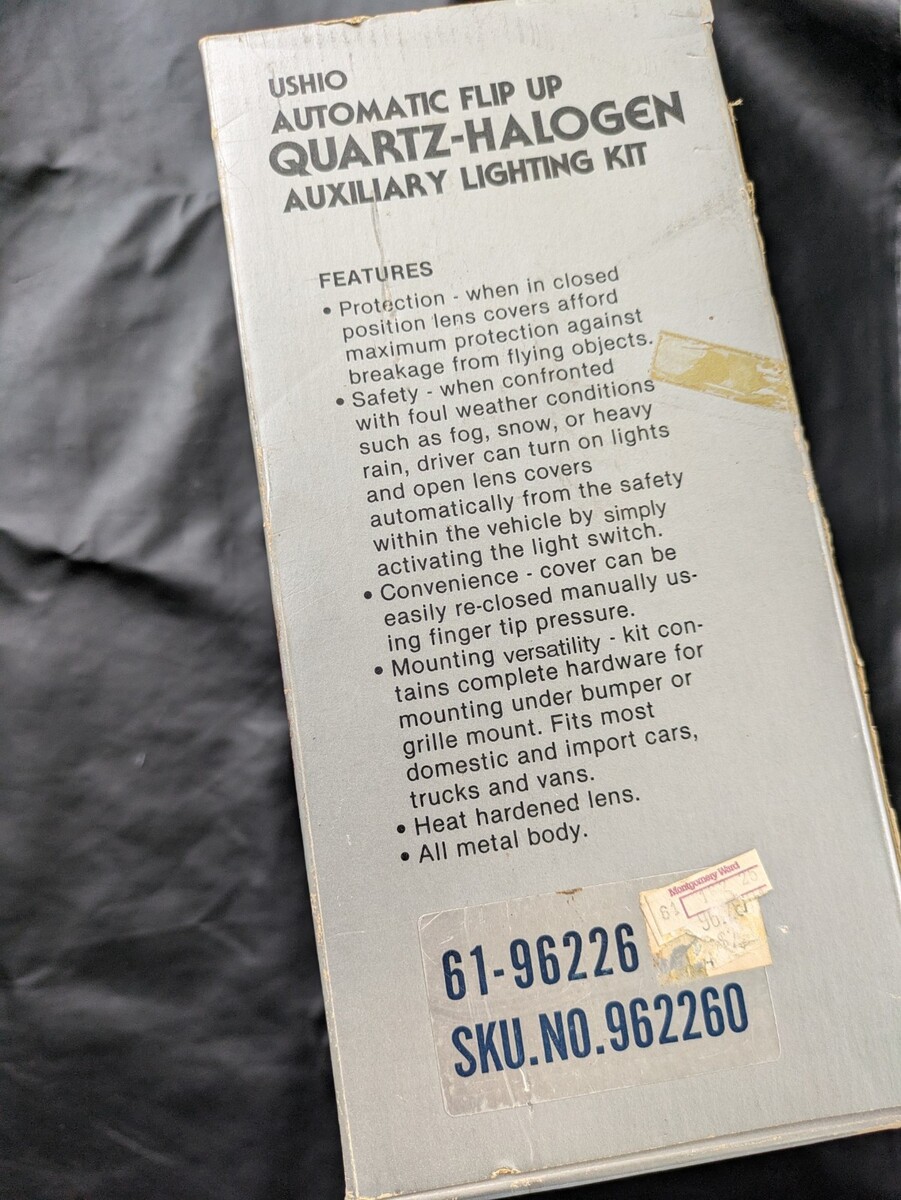 USHIO
AUTOMATIC FLIP UP
QUARTZ-HALOGEN
AUXILIARY LIGHTING KIT
FEATURES
• Protection - when in closed
position lens covers afford
maximum protection against
breakage from flying objects.
• Safety - when confronted
with foul weather conditions
such as fog, snow, or heavy
rain, driver can turn on lights
and open lens covers
automatically from the safety
within the vehicle by simply
activating the light switch.
• Convenience - cover can be
easily re-closed manually us-
ing finger tip pressure.
• Mounting versatility - kit con-
tains complete hardware for
mounting under bumper or
grille mount. Fits most
domestic and import cars,
trucks and vans.
• Heat hardened lens.
• All metal body.
Montgomery Ward
61
61-96226
SKU.NO.962260